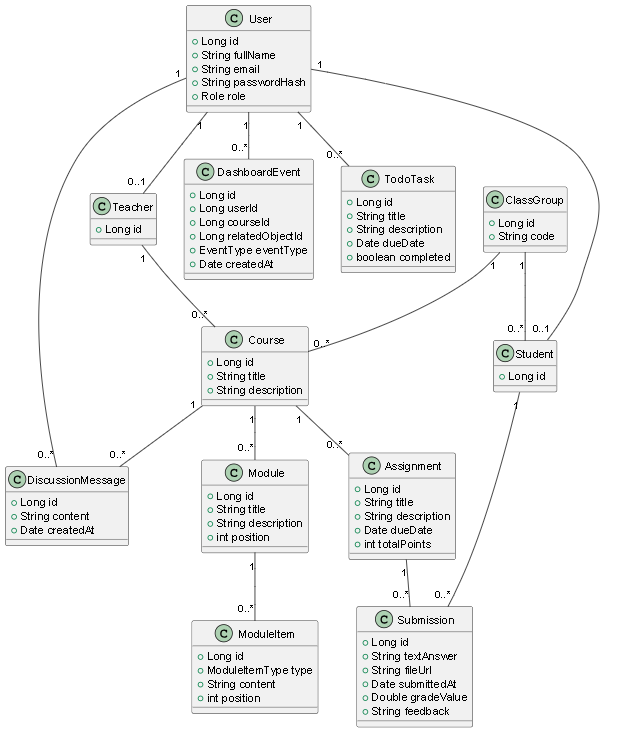 C User
Long id
String fullName
String email
String passwordHash
Role role
1
1
1
1
1
0..1
0..*
0..*
C Teacher
Long id
C DashboardEvent
Long id
Long userId
Long courseId
Long relatedObjectId
EventType eventType
Date createdAt
C TodoTask
Long id
String title
String description
Date dueDate
boolean completed
C ClassGroup
Long id
String code
1
1
1
0..*
0..*
0..*
0..1
C Course
Long id
String title
String description
C Student
Long id
1
1
1
1
0..*
0..*
0..*
0..*
C DiscussionMessage
Long id
String content
Date createdAt
C Module
Long id
String title
String description
int position
C Assignment
Long id
String title
String description
Date dueDate
int totalPoints
1
1
0..*
0..*
0..*
C ModuleItem
Long id
ModuleItemType type
String content
int position
C Submission
Long id
String textAnswer
String fileUrl
Date submittedAt
Double gradeValue
String feedback